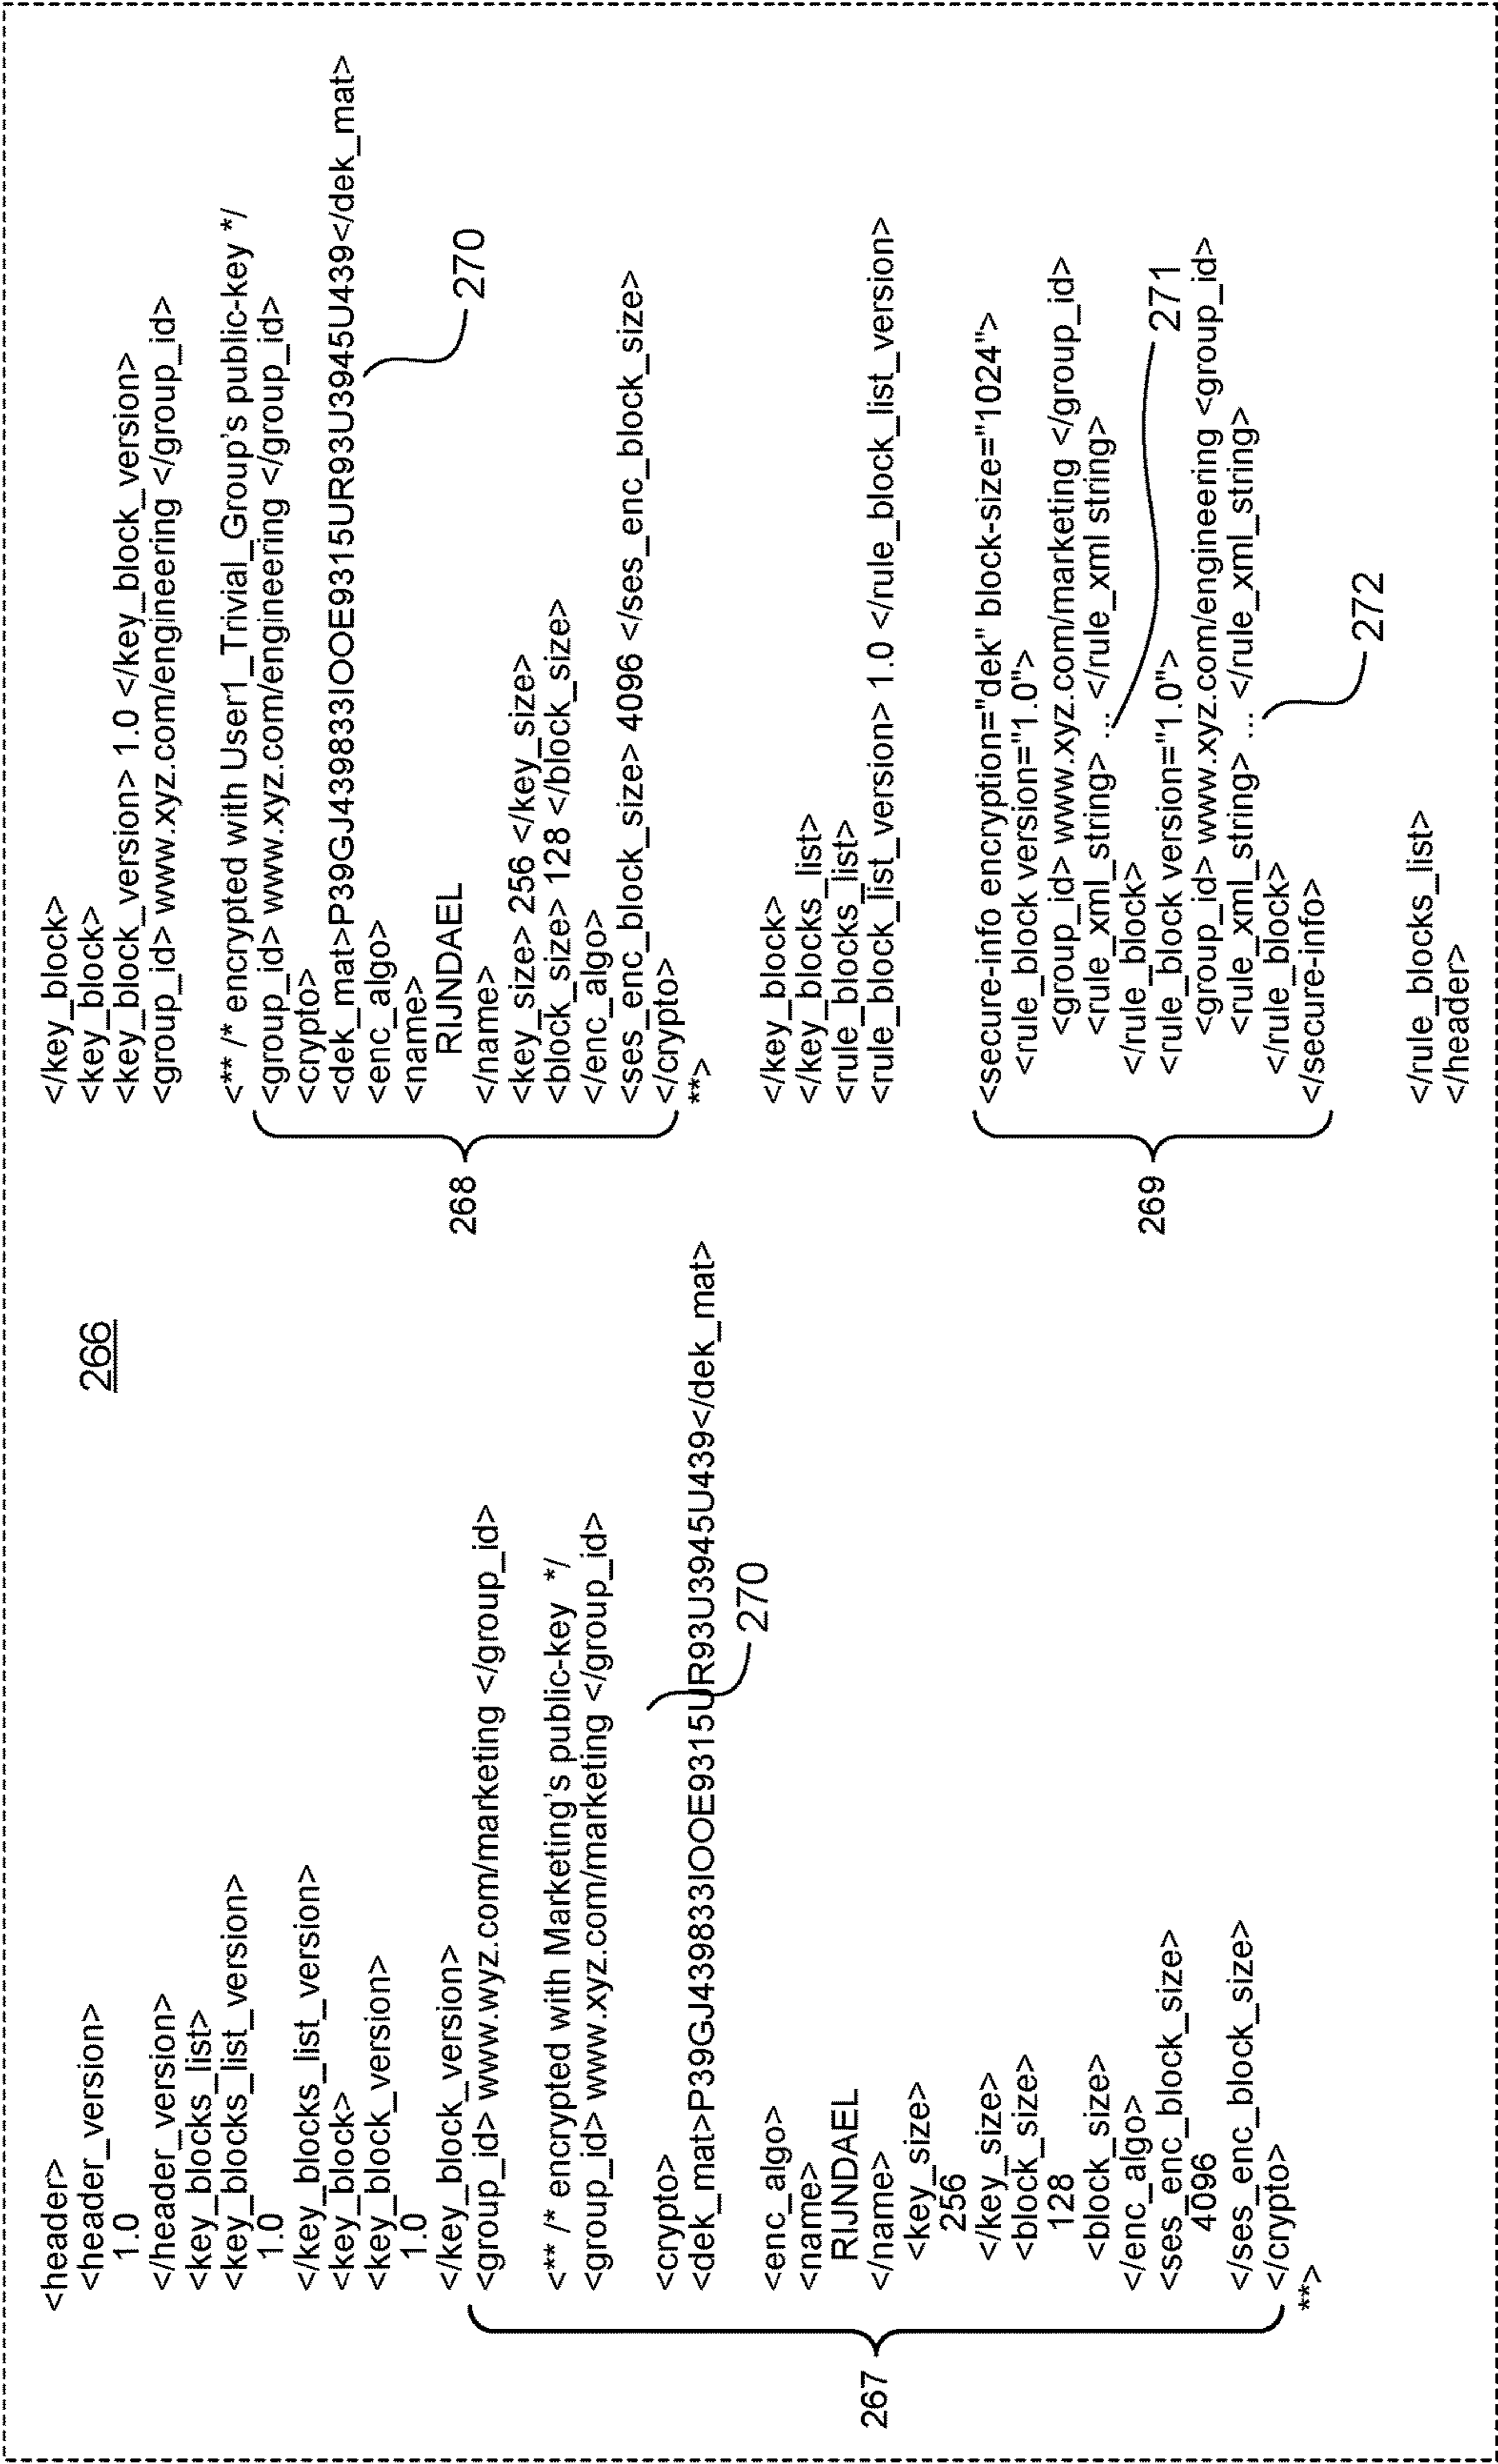 266
<header>
<header_version>
1.0
</header_version>
<key_blocks_list>
<key_blocks_list_version>
1.0
</key_blocks_list_version>
<key_block>
<key_block_version>
1.0
</key_block_version>
<group_id> www.wyz.com/marketing </group_id>
<** /* encrypted with Marketing's public-key */
<group_id> www.xyz.com/marketing </group_id>
<crypto>
<dek_mat>P39GJ439833IOOE9315UR93U3945U439</dek_mat>
270
<enc_algo>
<name>
RIJNDAEL
</name>
<key_size>
256
</key_size>
<block_size>
128
<block_size>
</enc_algo>
<ses_enc_block_size>
4096
</ses_enc_block_size>
</crypto>
**>
267
</key_block>
<key_block>
<key_block_version> 1.0 </key_block_version>
<group_id> www.xyz.com/engineering </group_id>
<** /* encrypted with User1_Trivial_Group's public-key */
<group_id> www.xyz.com/engineering </group_id>
<crypto>
<dek_mat>P39GJ439833IOOE9315UR93U3945U439</dek_mat>
<enc_algo>
270
<name>
RIJNDAEL
</name>
<key_size> 256 </key_size>
<block_size> 128 </block_size>
</enc_algo>
<ses_enc_block_size> 4096 </ses_enc_block_size>
</crypto>
**>
268
</key_block>
</key_blocks_list>
<rule_blocks_list>
<rule_block_list_version> 1.0 </rule_block_list_version>
<secure-info encryption="dek" block-size="1024">
<rule_block version="1.0">
<group_id> www.xyz.com/marketing </group_id>
<rule_xml_string> ... </rule_xml string>
271
</rule_block>
<rule_block version="1.0">
<group_id> www.xyz.com/engineering <group_id>
<rule_xml_string> ... </rule_xml_string>
272
</rule_block>
</secure-info>
269
</rule_blocks_list>
</header>